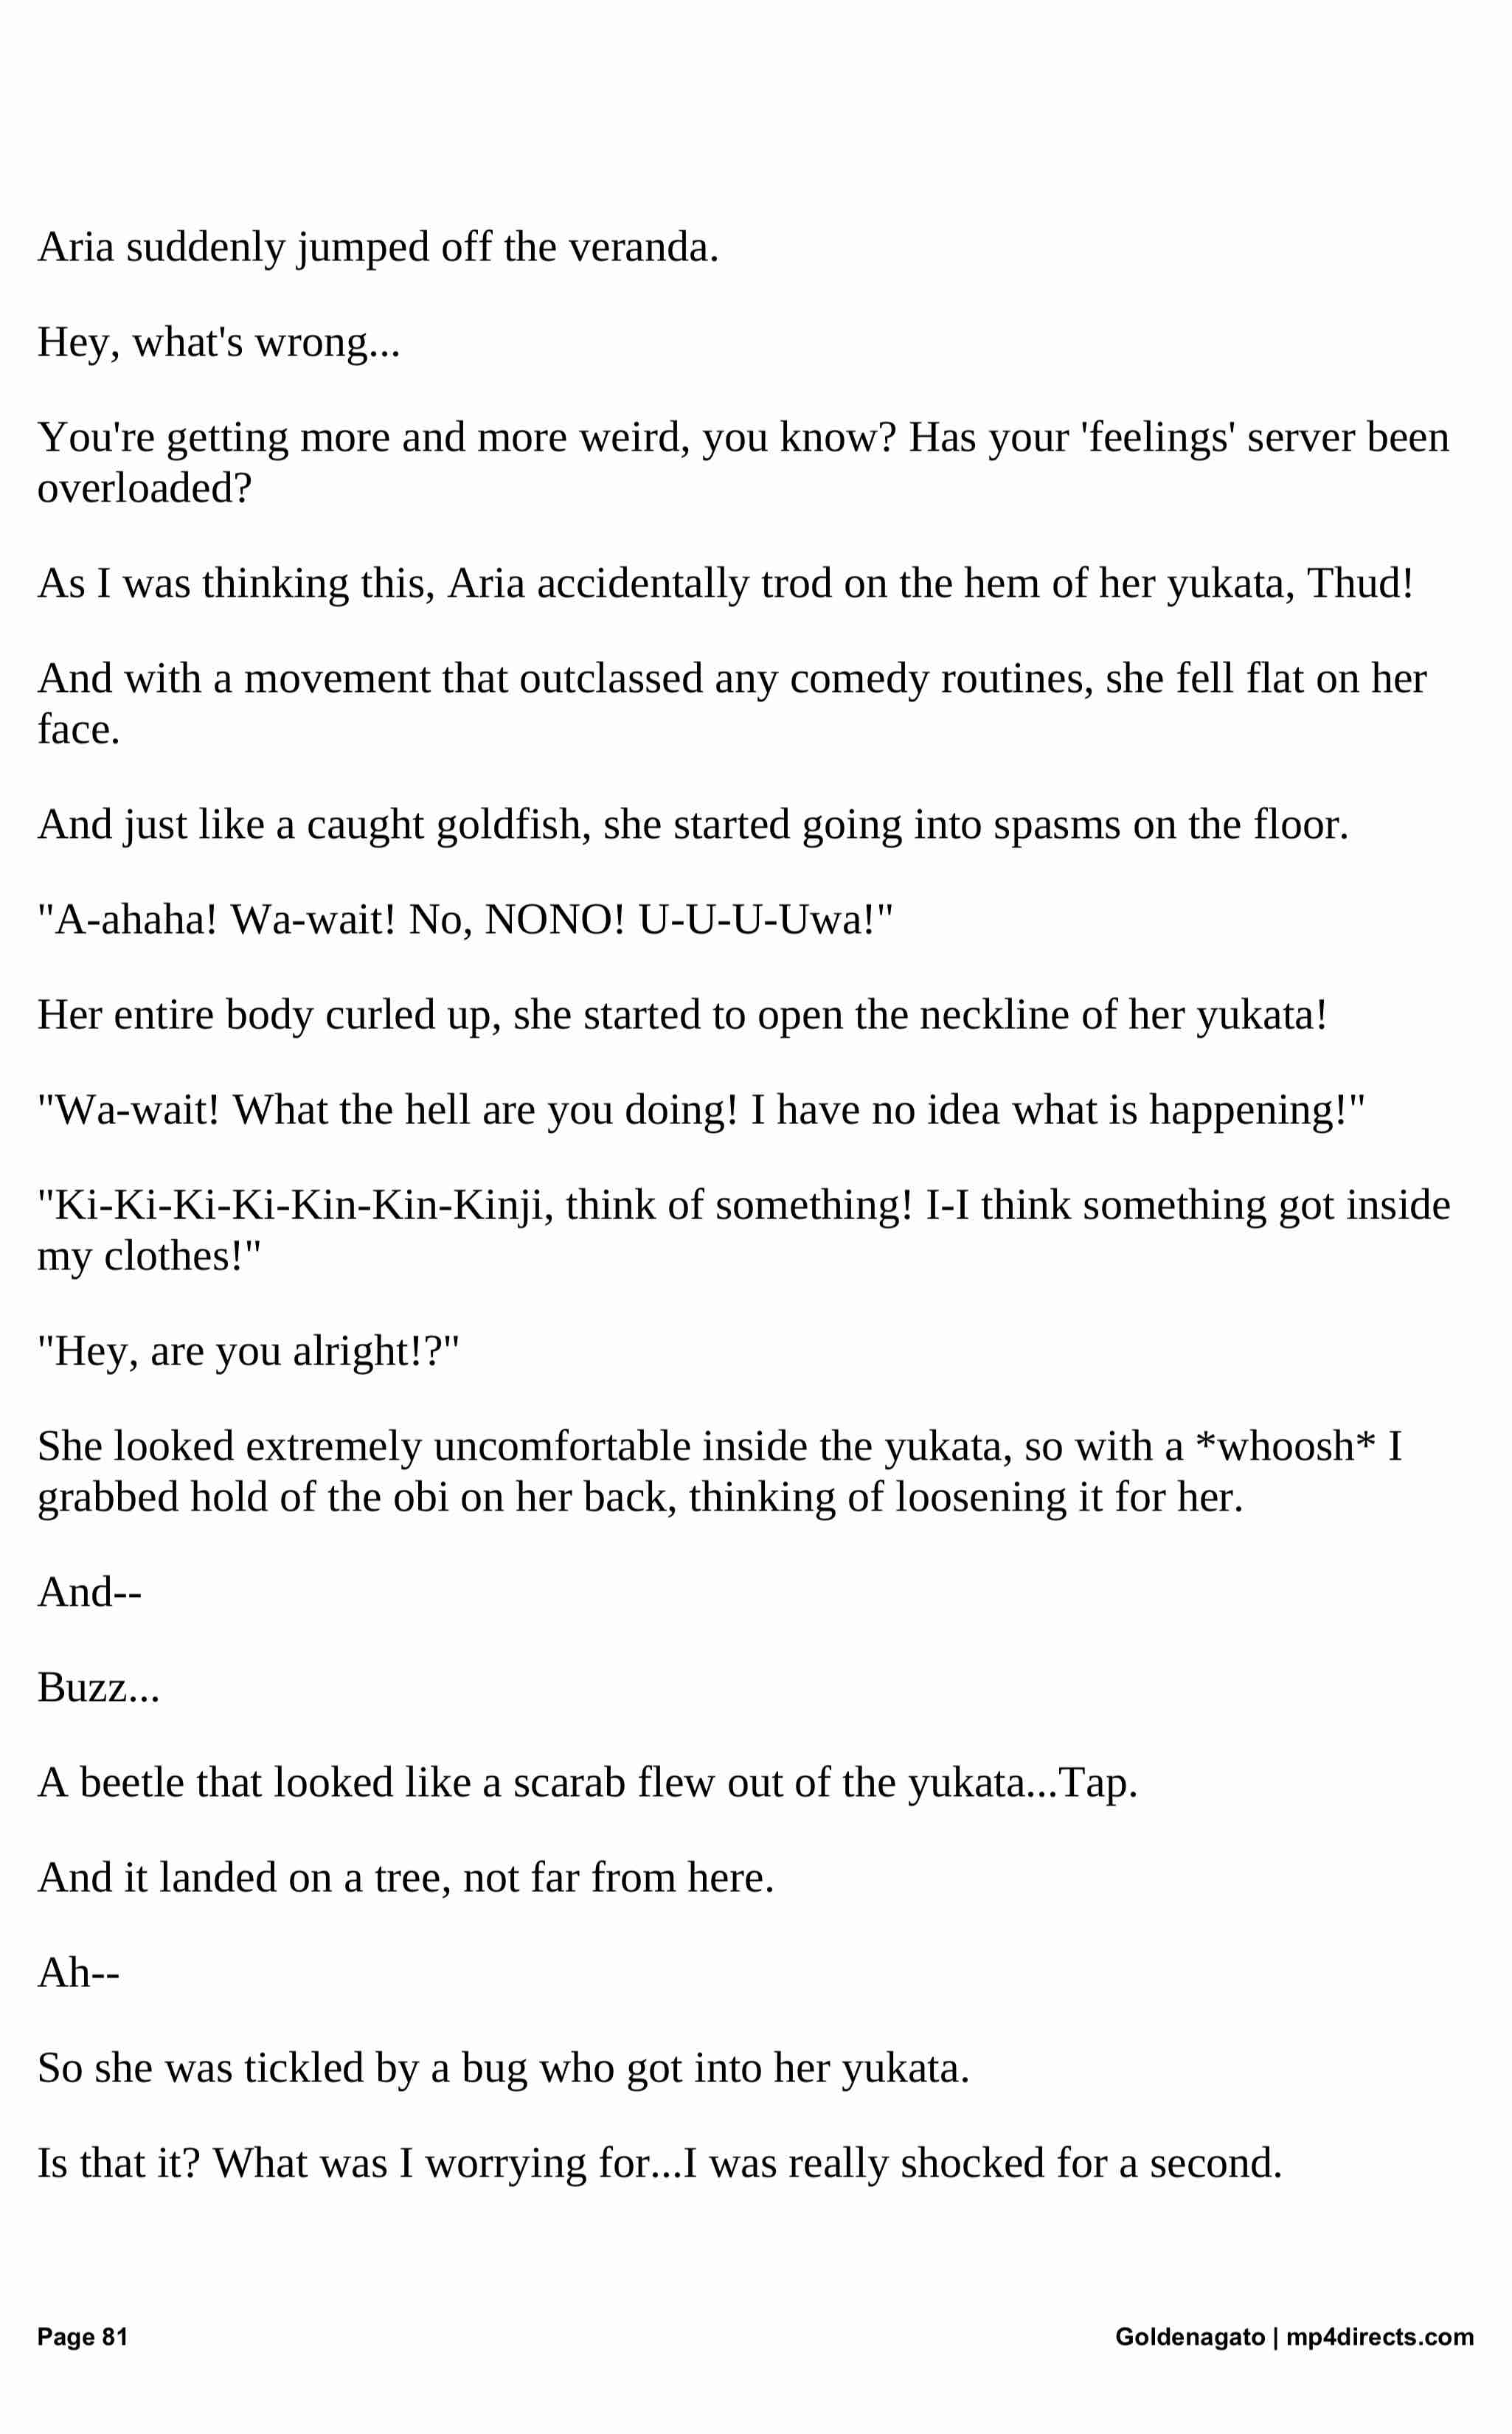 Aria suddenly jumped off the veranda.
Hey, what's wrong...
You're getting more and more weird, you know? Has your 'feelings' server been
overloaded?
As I was thinking this, Aria accidentally trod on the hem of her yukata, Thud!
And with a movement that outclassed any comedy routines, she fell flat on her
face.
And just like a caught goldfish, she started going into spasms on the floor.
"A-ahaha! Wa-wait! No, NONO! U-U-U-Uwa!"
Her entire body curled up, she started to open the neckline of her yukata!
"Wa-wait! What the hell are you doing! I have no idea what is happening!"
"Ki-Ki-Ki-Ki-Kin-Kin-Kinji, think of something! I-I think something got inside
my clothes!"
"Hey, are you alright!?"
She looked extremely uncomfortable inside the yukata, so with a *whoosh* I
grabbed hold of the obi on her back, thinking of loosening it for her.
And--
Buzz...
A beetle that looked like a scarab flew out of the yukata...Tap.
And it landed on a tree, not far from here.
Ah--
So she was tickled by a bug who got into her yukata.
Is that it? What was I worrying for...I was really shocked for a second.
Page 81
Goldenagato | mp4directs.com